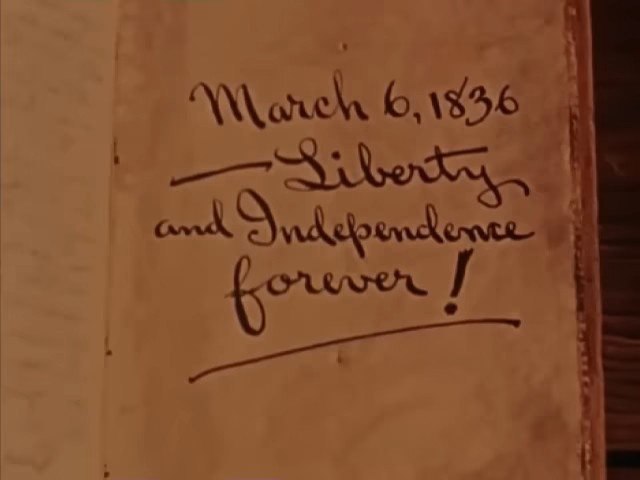 March 6, 1836
— Liberty
and Independence
forever!